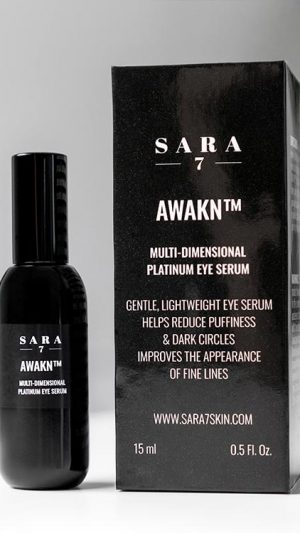 SARA
7
AWAKN™
MULTI-DIMENSIONAL
PLATINUM EYE SERUM
GENTLE, LIGHTWEIGHT EYE SERUM
HELPS REDUCE PUFFINESS
& DARK CIRCLES
IMPROVES THE APPEARANCE
OF FINE LINES
WWW.SARA7SKIN.COM
15 ml 0.5 Fl. Oz.
SARA
7
AWAKN™
MULTI-DIMENSIONAL
PLATINUM EYE SERUM